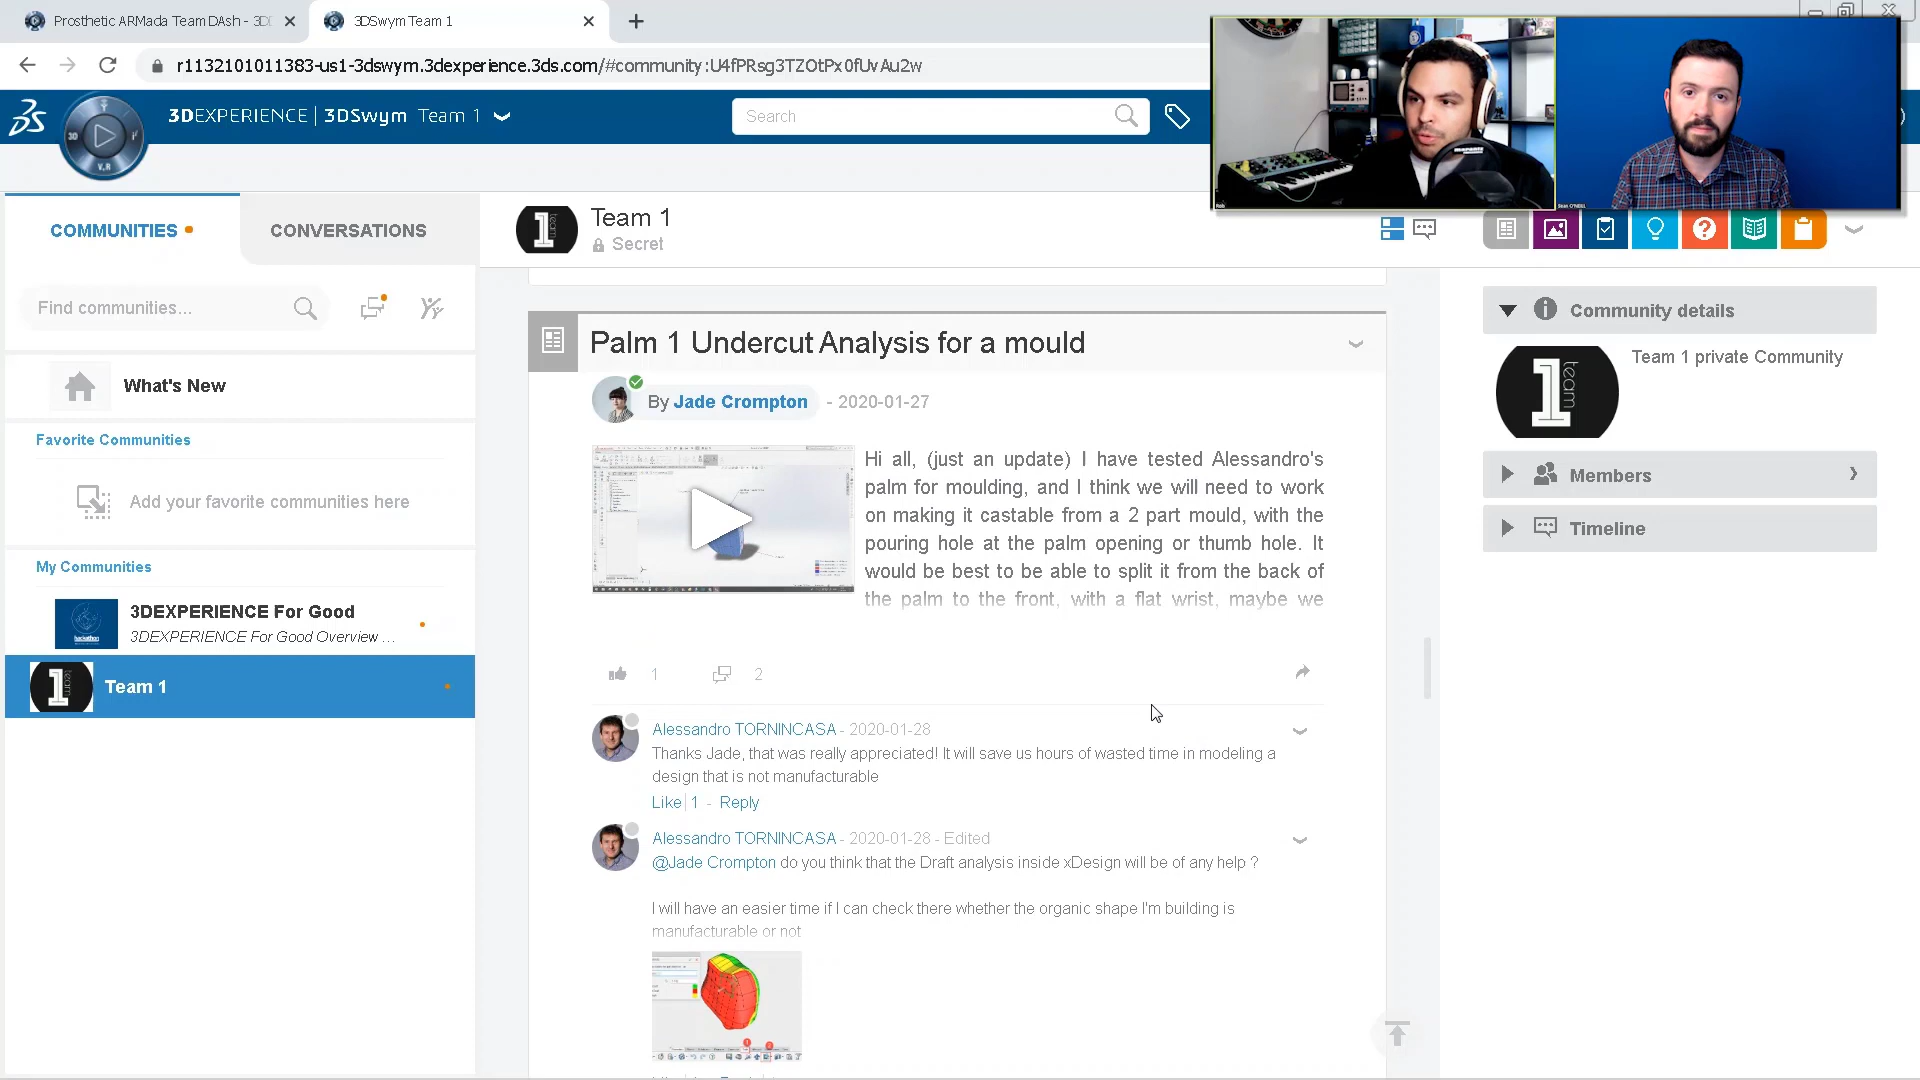 Prosthetic ARMada Team DAsh - 3D
3DSwym Team 1
r1132101011383-us1-3dswym.3dexperience.3ds.com/#community:U4fPRsg3TZOtPx0fUvAu2w
3DEXPERIENCE | 3DSwym Team 1
Search
3D
V.R
COMMUNITIES
CONVERSATIONS
Team 1
Secret
Find communities...
What's New
Favorite Communities
Add your favorite communities here
My Communities
3DEXPERIENCE For Good
3DEXPERIENCE For Good Overview ...
Team 1
Palm 1 Undercut Analysis for a mould
By Jade Crompton - 2020-01-27
Hi all, (just an update) I have tested Alessandro's
palm for moulding, and I think we will need to work
on making it castable from a 2 part mould, with the
pouring hole at the palm opening or thumb hole. It
would be best to be able to split it from the back of
the palm to the front, with a flat wrist, maybe we
1 2
Alessandro TORNINCASA - 2020-01-28
Thanks Jade, that was really appreciated! It will save us hours of wasted time in modeling a
design that is not manufacturable
Like 1 - Reply
Alessandro TORNINCASA - 2020-01-28 - Edited
@Jade Crompton do you think that the Draft analysis inside xDesign will be of any help ?
I will have an easier time if I can check there whether the organic shape I'm building is
manufacturable or not
Community details
Team 1 private Community
1 team
Members
Timeline
Rob
Sean O'NEILL
marantz